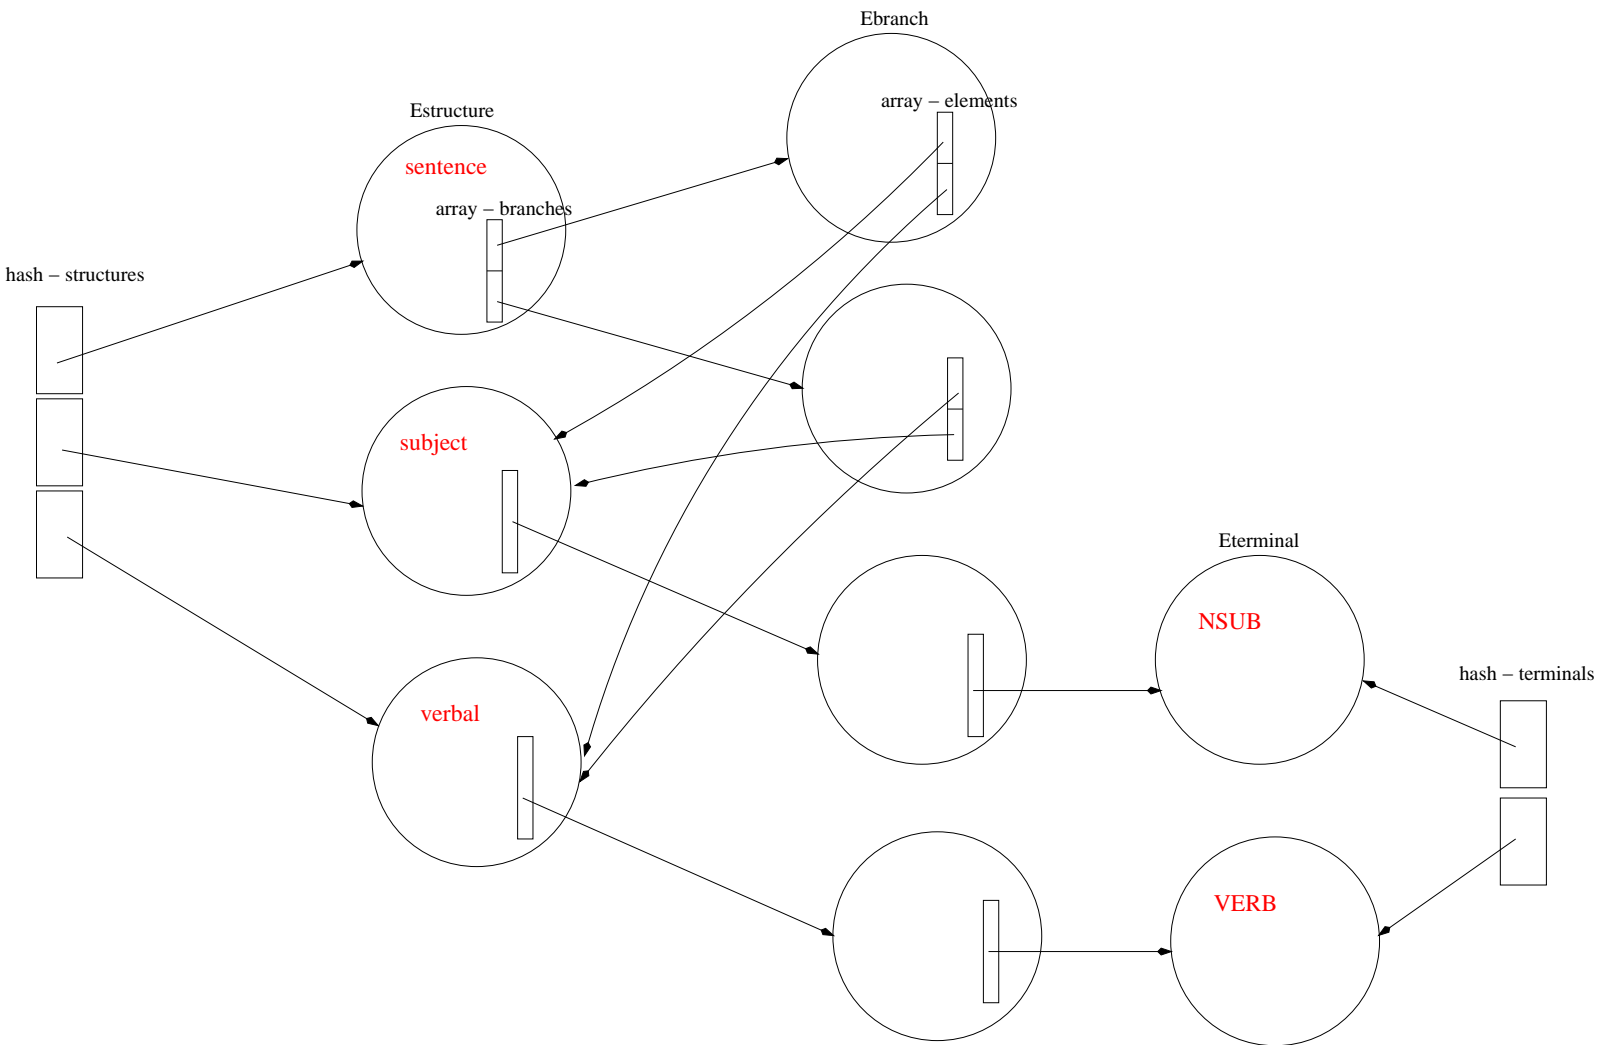 Ebranch
array – elements
Estructure
sentence
array – branches
hash – structures
subject
Eterminal
NSUB
hash – terminals
verbal
VERB